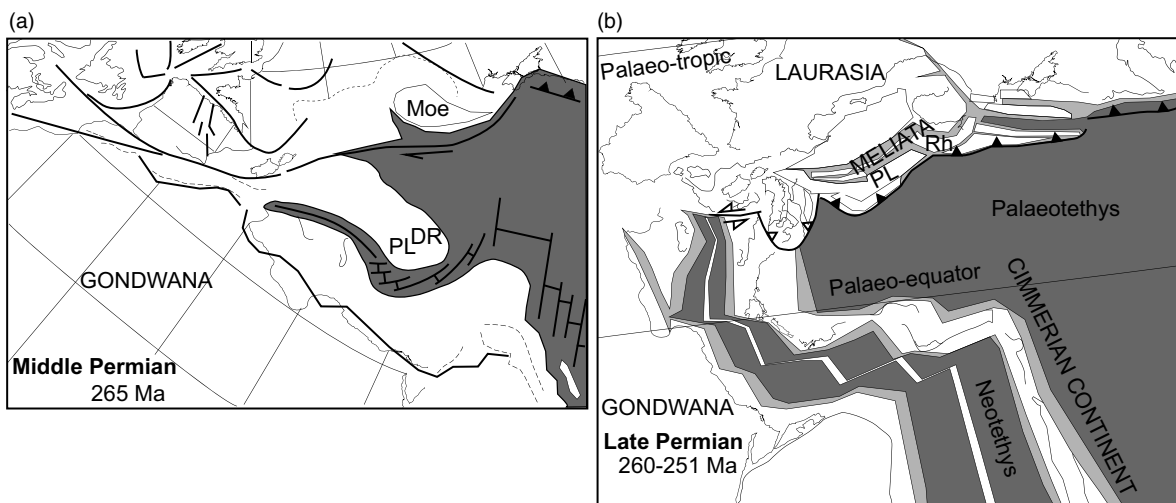 (a)
Moe
PL
DR
GONDWANA
Middle Permian
265 Ma
(b)
Palaeo-tropic
LAURASIA
MELIATA
Rh
PL
Palaeotethys
Palaeo-equator
CIMMERIAN CONTINENT
Neotethys
GONDWANA
Late Permian
260-251 Ma